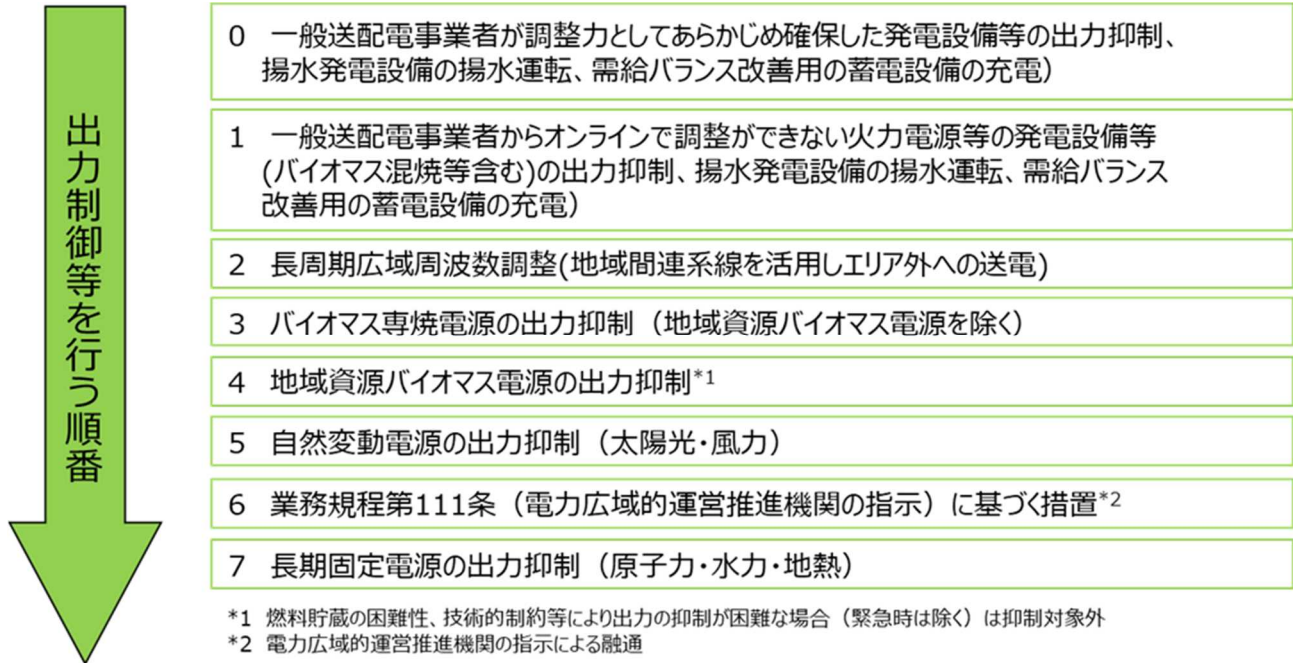 出力制御等を行う順番
0 一般送配電事業者が調整力としてあらかじめ確保した発電設備等の出力抑制、
揚水発電設備の揚水運転、需給バランス改善用の蓄電設備の充電）
1 一般送配電事業者からオンラインで調整ができない火力電源等の発電設備等
(バイオマス混焼等含む)の出力抑制、揚水発電設備の揚水運転、需給バランス
改善用の蓄電設備の充電）
2 長周期広域周波数調整(地域間連系線を活用しエリア外への送電)
3 バイオマス専焼電源の出力抑制（地域資源バイオマス電源を除く）
4 地域資源バイオマス電源の出力抑制*1
5 自然変動電源の出力抑制（太陽光・風力）
6 業務規程第111条（電力広域的運営推進機関の指示）に基づく措置*2
7 長期固定電源の出力抑制（原子力・水力・地熱）
*1 燃料貯蔵の困難性、技術的制約等により出力の抑制が困難な場合（緊急時は除く）は抑制対象外
*2 電力広域的運営推進機関の指示による融通